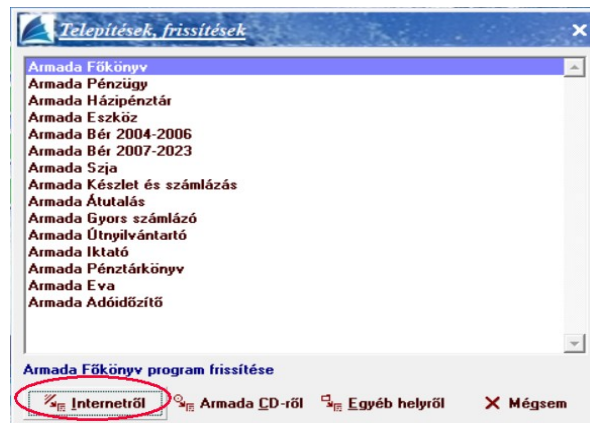 Telepítések, frissítések
Armada Főkönyv
Armada Pénzügy
Armada Házipénztár
Armada Eszköz
Armada Bér 2004-2006
Armada Bér 2007-2023
Armada Szja
Armada Készlet és számlázás
Armada Átutalás
Armada Gyors számlázó
Armada Útnyilvántartó
Armada Iktató
Armada Pénztárkönyv
Armada Eva
Armada Adóidőzítő
Armada Főkönyv program frissítése
Internetről Armada CD-ről Egyéb helyről Mégsem